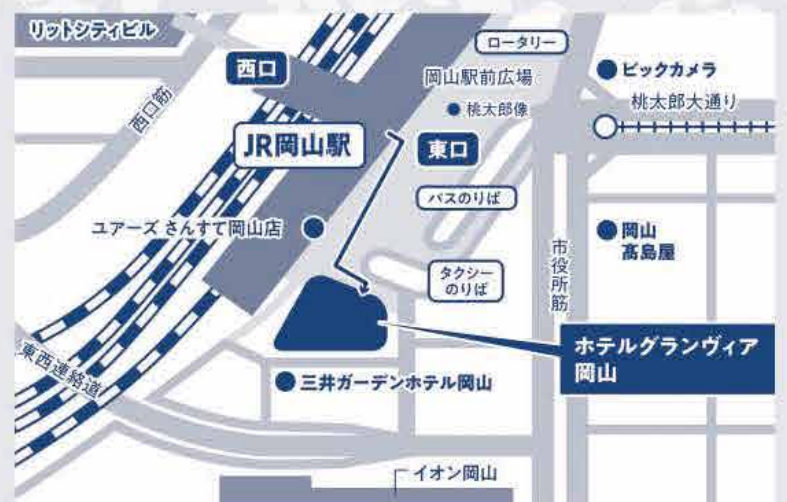 リットシティビル
ロータリー
西口
岡山駅前広場
ビックカメラ
西口筋
桃太郎像
桃太郎大通り
JR岡山駅
東口
バスのりば
ユアーズ さんすて岡山店
岡山
髙島屋
市役所筋
タクシー
のりば
ホテルグランヴィア
岡山
東西連絡道
三井ガーデンホテル岡山
イオン岡山